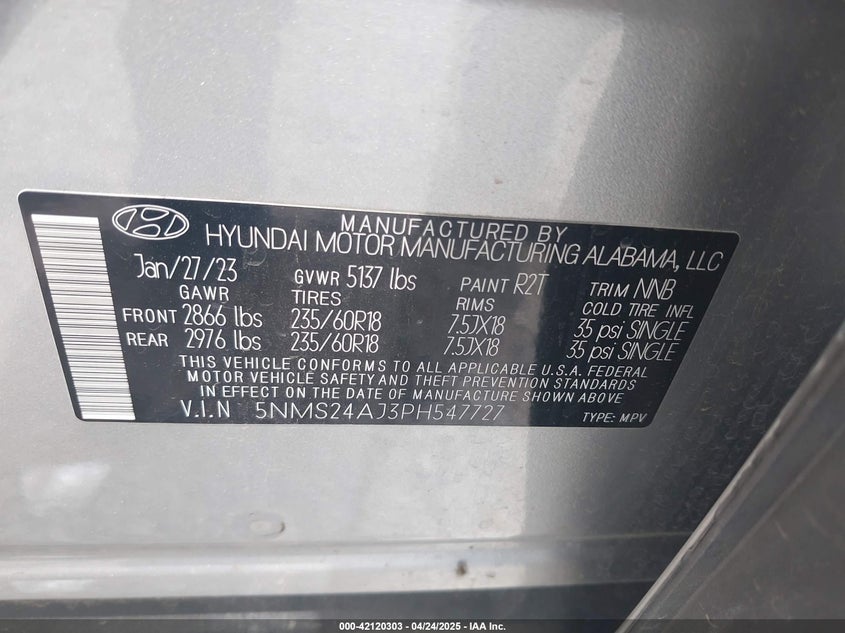 MANUFACTURED BY
HYUNDAI MOTOR MANUFACTURING ALABAMA, LLC
Jan/27/23 GVWR 5137 lbs PAINT R2T TRIM NNB
GAWR TIRES RIMS COLD TIRE INFL
FRONT 2866 lbs 235/60R18 7.5JX18 35 psi SINGLE
REAR 2976 lbs 235/60R18 7.5JX18 35 psi SINGLE
THIS VEHICLE CONFORMS TO ALL APPLICABLE U.S.A. FEDERAL
MOTOR VEHICLE SAFETY AND THEFT PREVENTION STANDARDS
IN EFFECT ON THE DATE OF MANUFACTURE SHOWN ABOVE
V.I.N 5NMS24AJ3PH547727 TYPE: MPV
000-42120303 - 04/24/2025 - IAA Inc.